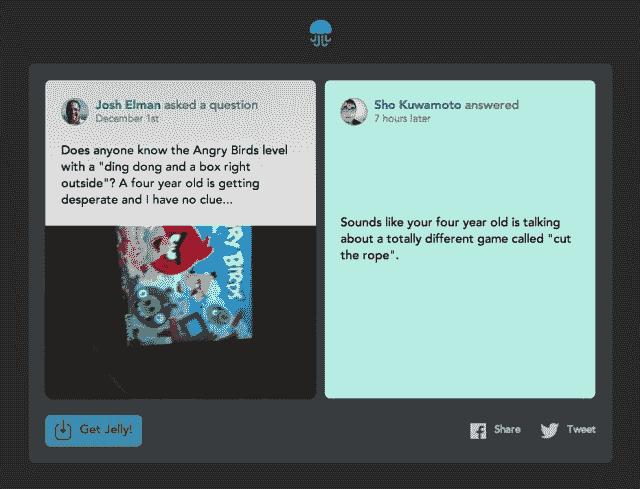 Josh Elman asked a question
December 1st
Does anyone know the Angry Birds level
with a "ding dong and a box right
outside"? A four year old is getting
desperate and I have no clue...
RY BIRDS
Sho Kuwamoto answered
7 hours later
Sounds like your four year old is talking
about a totally different game called "cut
the rope".
Get Jelly!
Share
Tweet